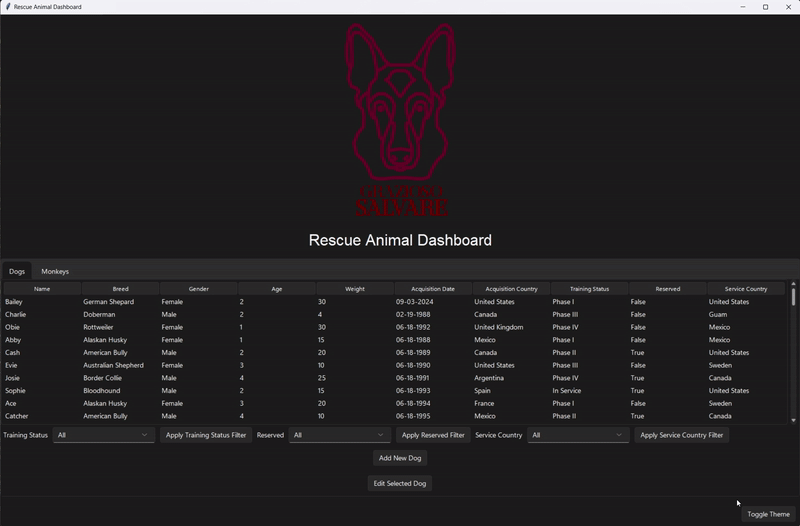 Rescue Animal Dashboard
SALVARE
Rescue Animal Dashboard
Dogs Monkeys
Name Breed Gender Age Weight Acquisition Date Acquisition Country Training Status Reserved Service Country
Bailey German Shepard Female 2 30 09-03-2024 United States Phase I False United States
Charlie Doberman Male 2 4 02-19-1988 Canada Phase III False Guam
Obie Rottweiler Female 1 30 06-18-1992 United Kingdom Phase IV False Mexico
Abby Alaskan Husky Female 1 15 06-18-1988 Mexico Phase I False Mexico
Cash American Bully Male 2 20 06-18-1989 Canada Phase II True United States
Evie Australian Shepherd Female 3 10 06-18-1990 United States Phase III False Sweden
Josie Border Collie Male 4 25 06-18-1991 Argentina Phase IV True Canada
Sophie Bloodhound Male 2 15 06-18-1993 Spain In Service True United States
Ace Alaskan Husky Female 3 20 06-18-1994 France Phase I False Sweden
Catcher American Bully Male 4 10 06-18-1995 Mexico Phase II True Canada
Training Status All Apply Training Status Filter Reserved All Apply Reserved Filter Service Country All Apply Service Country Filter
Add New Dog
Edit Selected Dog
Toggle Theme